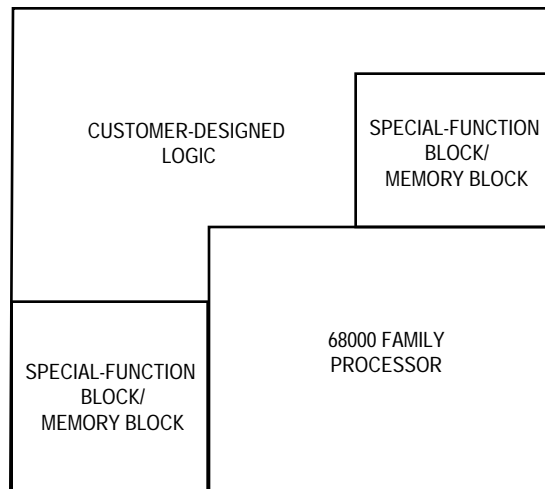 CUSTOMER-DESIGNED
LOGIC
SPECIAL-FUNCTION
BLOCK/
MEMORY BLOCK
68000 FAMILY
PROCESSOR
SPECIAL-FUNCTION
BLOCK/
MEMORY BLOCK